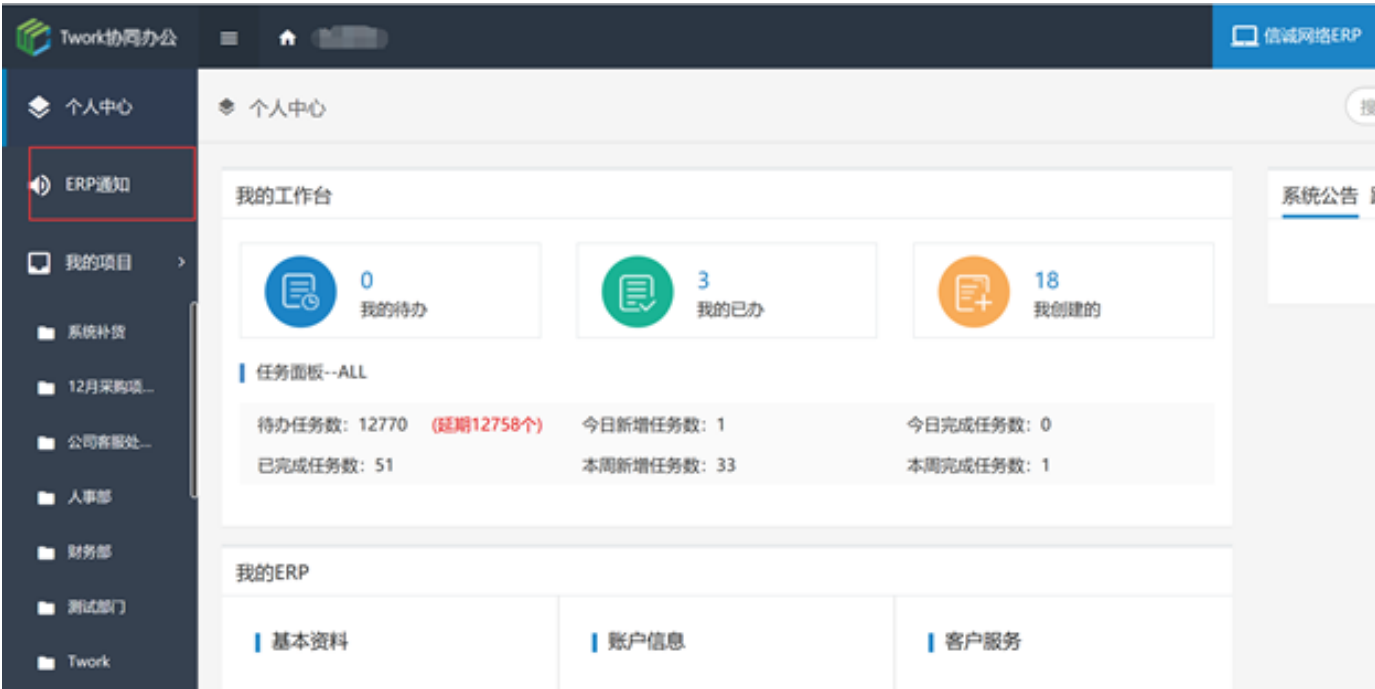 Twork协同办公
信诚网络ERP
个人中心
ERP通知
我的项目
系统补货
12月采购项...
公司客服处...
人事部
财务部
测试部门
Twork
个人中心
搜
我的工作台
0
我的待办
3
我的已办
18
我创建的
任务面板--ALL
待办任务数：12770 (延期12758个) 今日新增任务数：1 今日完成任务数：0
已完成任务数：51 本周新增任务数：33 本周完成任务数：1
我的ERP
基本资料 账户信息 客户服务
系统公告